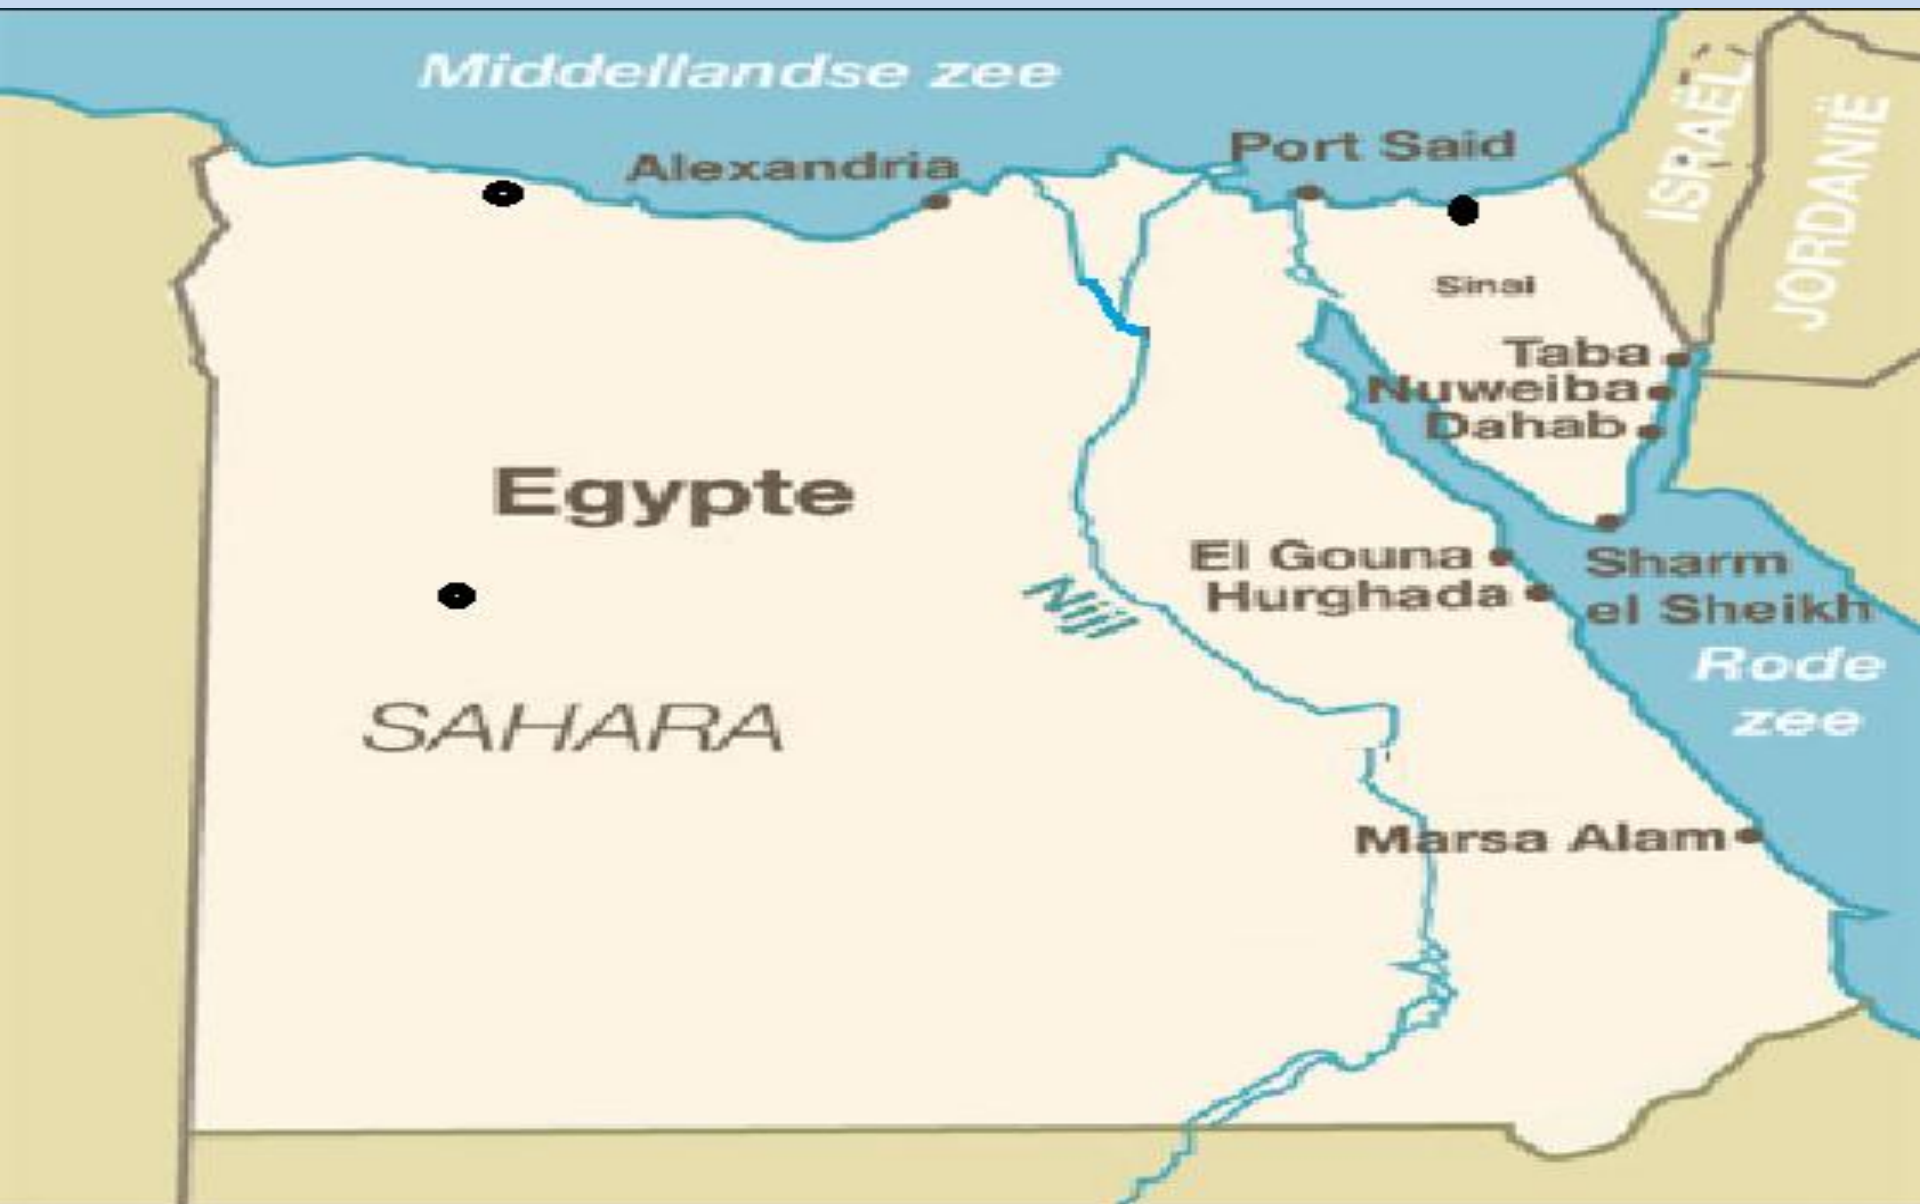 Middellandse zee
Alexandria
Port Said
ISRAËL
JORDANIË
Sinai
Taba
Nuweiba
Dahab
Egypte
Nijl
El Gouna
Hurghada
Sharm
el Sheikh
Rode
zee
SAHARA
Marsa Alam